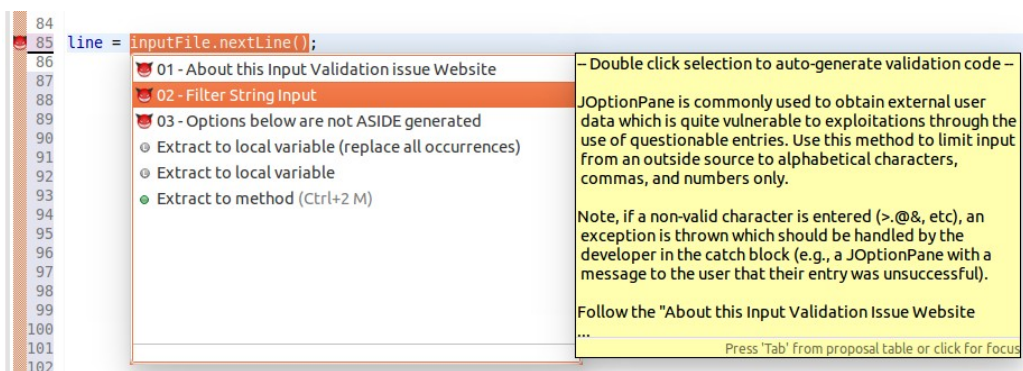 84
85 line = inputFile.nextLine();
86
87
88
89
90
91
92
93
94
95
96
97
98
99
100
101
102
01 - About this Input Validation issue Website
02 - Filter String Input
03 - Options below are not ASIDE generated
Extract to local variable (replace all occurrences)
Extract to local variable
Extract to method (Ctrl+2 M)
-- Double click selection to auto-generate validation code --
JOptionPane is commonly used to obtain external user
data which is quite vulnerable to exploitations through the
use of questionable entries. Use this method to limit input
from an outside source to alphabetical characters,
commas, and numbers only.
Note, if a non-valid character is entered (>.@&, etc), an
exception is thrown which should be handled by the
developer in the catch block (e.g., a JOptionPane with a
message to the user that their entry was unsuccessful).
Follow the "About this Input Validation Issue Website
...
Press 'Tab' from proposal table or click for focus